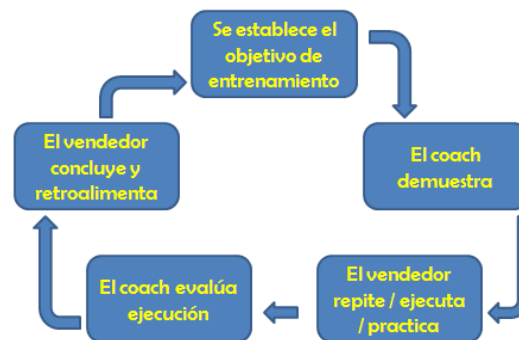 Se establece el
objetivo de
entrenamiento
El coach
demuestra
El vendedor
repite / ejecuta
/ practica
El coach evalúa
ejecución
El vendedor
concluye y
retroalimenta